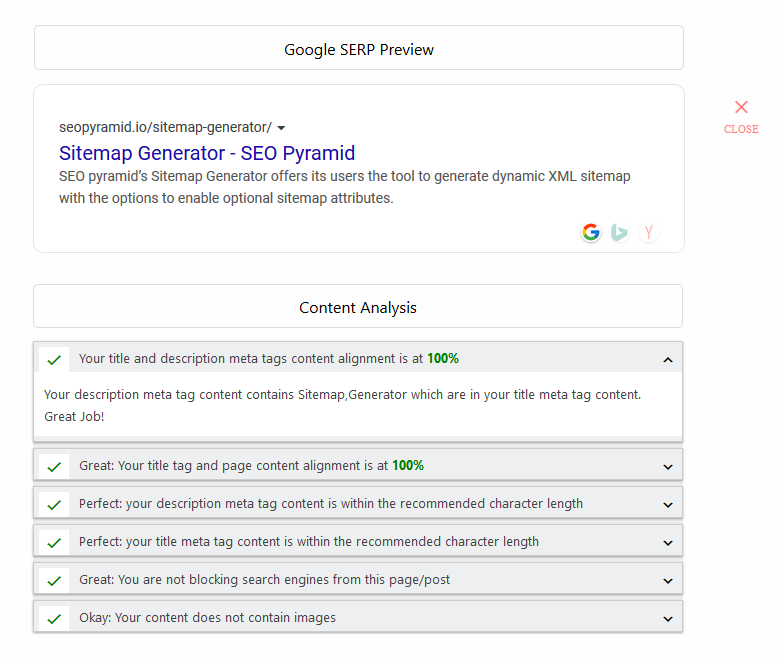 Google SERP Preview
seopyramid.io/sitemap-generator/
CLOSE
Sitemap Generator - SEO Pyramid
SEO pyramid's Sitemap Generator offers its users the tool to generate dynamic XML sitemap
with the options to enable optional sitemap attributes.
Content Analysis
Your title and description meta tags content alignment is at 100%
Your description meta tag content contains Sitemap,Generator which are in your title meta tag content.
Great Job!
Great: Your title tag and page content alignment is at 100%
Perfect: your description meta tag content is within the recommended character length
Perfect: your title meta tag content is within the recommended character length
Great: You are not blocking search engines from this page/post
Okay: Your content does not contain images